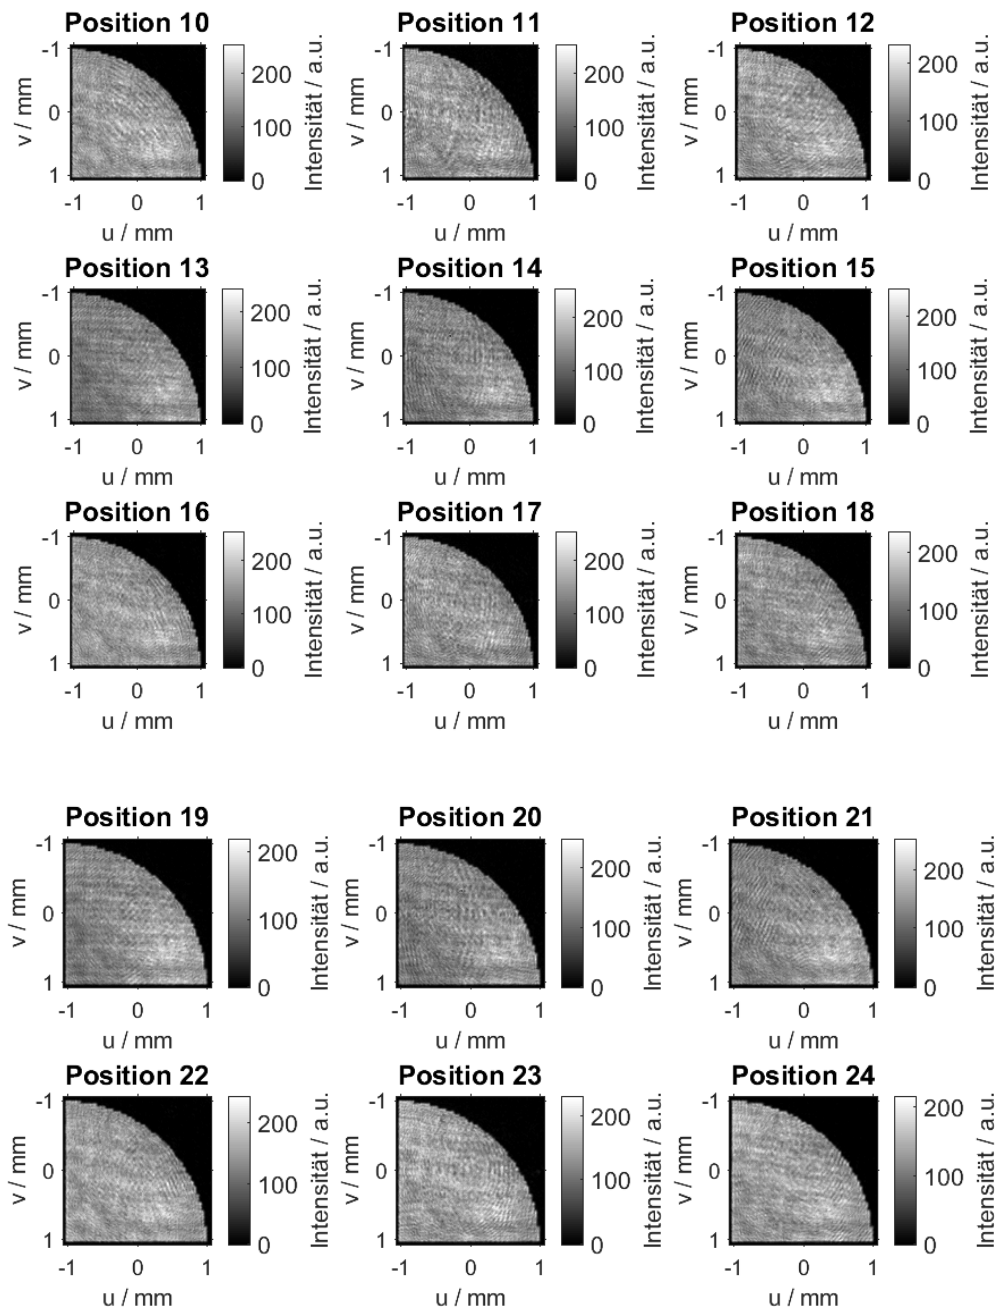 Position 10 Position 11 Position 12
-1 0 1 v / mm 200 100 0 Intensität / a.u. -1 0 1 v / mm 200 100 0 Intensität / a.u. -1 0 1 v / mm 200 100 0 Intensität / a.u.
-1 0 1 -1 0 1 -1 0 1
u / mm u / mm u / mm
Position 13 Position 14 Position 15
-1 0 1 v / mm 200 100 0 Intensität / a.u. -1 0 1 v / mm 200 100 0 Intensität / a.u. -1 0 1 v / mm 200 100 0 Intensität / a.u.
-1 0 1 -1 0 1 -1 0 1
u / mm u / mm u / mm
Position 16 Position 17 Position 18
-1 0 1 v / mm 200 100 0 Intensität / a.u. -1 0 1 v / mm 200 100 0 Intensität / a.u. -1 0 1 v / mm 200 100 0 Intensität / a.u.
-1 0 1 -1 0 1 -1 0 1
u / mm u / mm u / mm
Position 19 Position 20 Position 21
-1 0 1 v / mm 200 100 0 Intensität / a.u. -1 0 1 v / mm 200 100 0 Intensität / a.u. -1 0 1 v / mm 200 100 0 Intensität / a.u.
-1 0 1 -1 0 1 -1 0 1
u / mm u / mm u / mm
Position 22 Position 23 Position 24
-1 0 1 v / mm 200 100 0 Intensität / a.u. -1 0 1 v / mm 200 100 0 Intensität / a.u. -1 0 1 v / mm 200 100 0 Intensität / a.u.
-1 0 1 -1 0 1 -1 0 1
u / mm u / mm u / mm